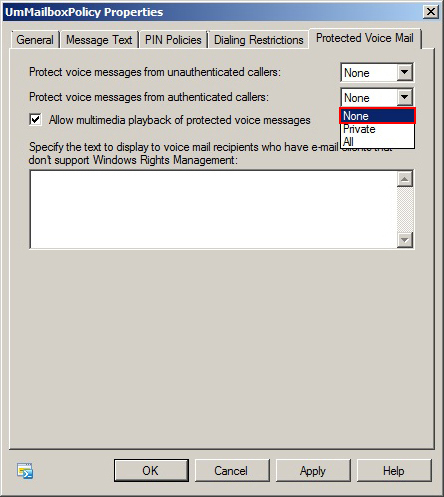 UmMailboxPolicy Properties
General Message Text PIN Policies Dialing Restrictions Protected Voice Mail
Protect voice messages from unauthenticated callers: None
Protect voice messages from authenticated callers: None
None
Allow multimedia playback of protected voice messages
Private
All
Specify the text to display to voice mail recipients who have e-mail
don't support Windows Rights Management:
OK Cancel Apply Help